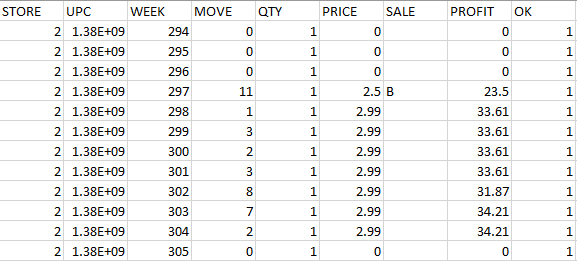 STORE UPC WEEK MOVE QTY PRICE SALE PROFIT OK
2 1.38E+09 294 0 1 0 0 1
2 1.38E+09 295 0 1 0 0 1
2 1.38E+09 296 0 1 0 0 1
2 1.38E+09 297 11 1 2.5 B 23.5 1
2 1.38E+09 298 1 1 2.99 33.61 1
2 1.38E+09 299 3 1 2.99 33.61 1
2 1.38E+09 300 2 1 2.99 33.61 1
2 1.38E+09 301 3 1 2.99 33.61 1
2 1.38E+09 302 8 1 2.99 31.87 1
2 1.38E+09 303 7 1 2.99 34.21 1
2 1.38E+09 304 2 1 2.99 34.21 1
2 1.38E+09 305 0 1 0 0 1